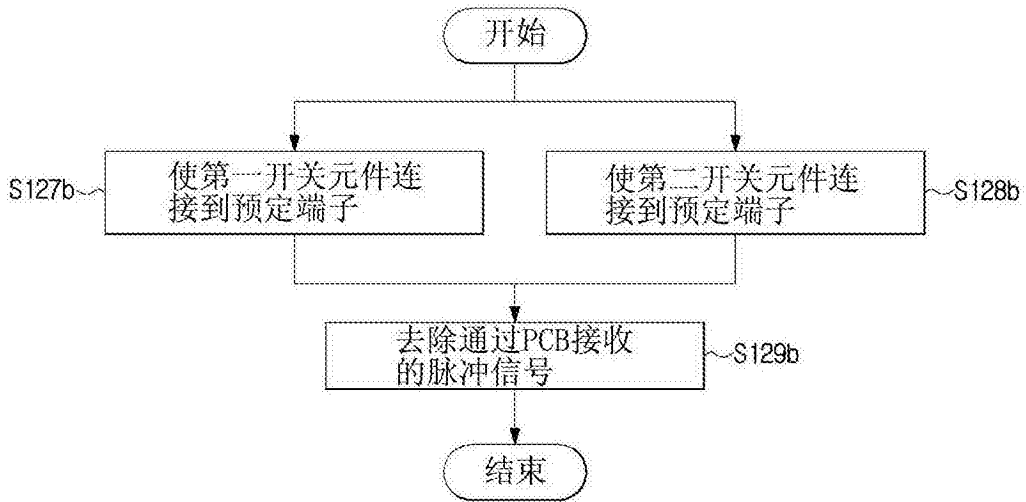 开始
S127b
使第一开关元件连
接到预定端子
使第二开关元件连
接到预定端子
S128b
去除通过PCB接收
的脉冲信号
S129b
结束